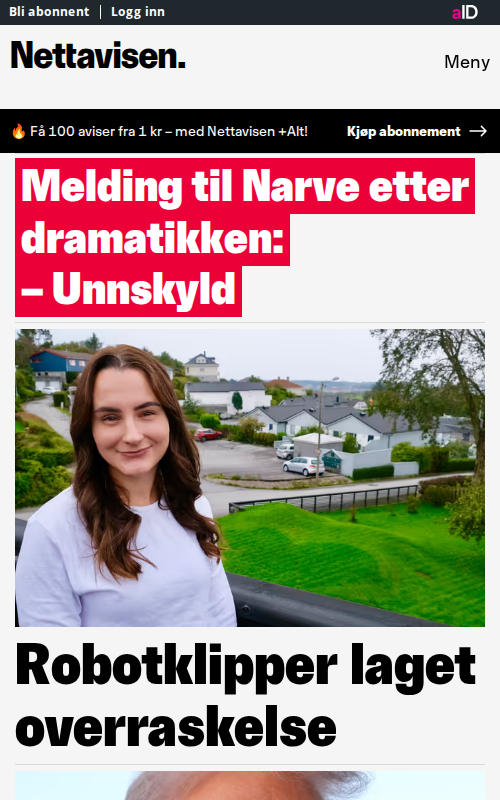 Bli abonnent
Logg inn
aID
Nettavisen.
Meny
🔥 Få 100 aviser fra 1 kr – med Nettavisen +Alt!
Kjøp abonnement →
Melding til Narve etter
dramatikken:
– Unnskyld
Robotklipper laget
overraskelse